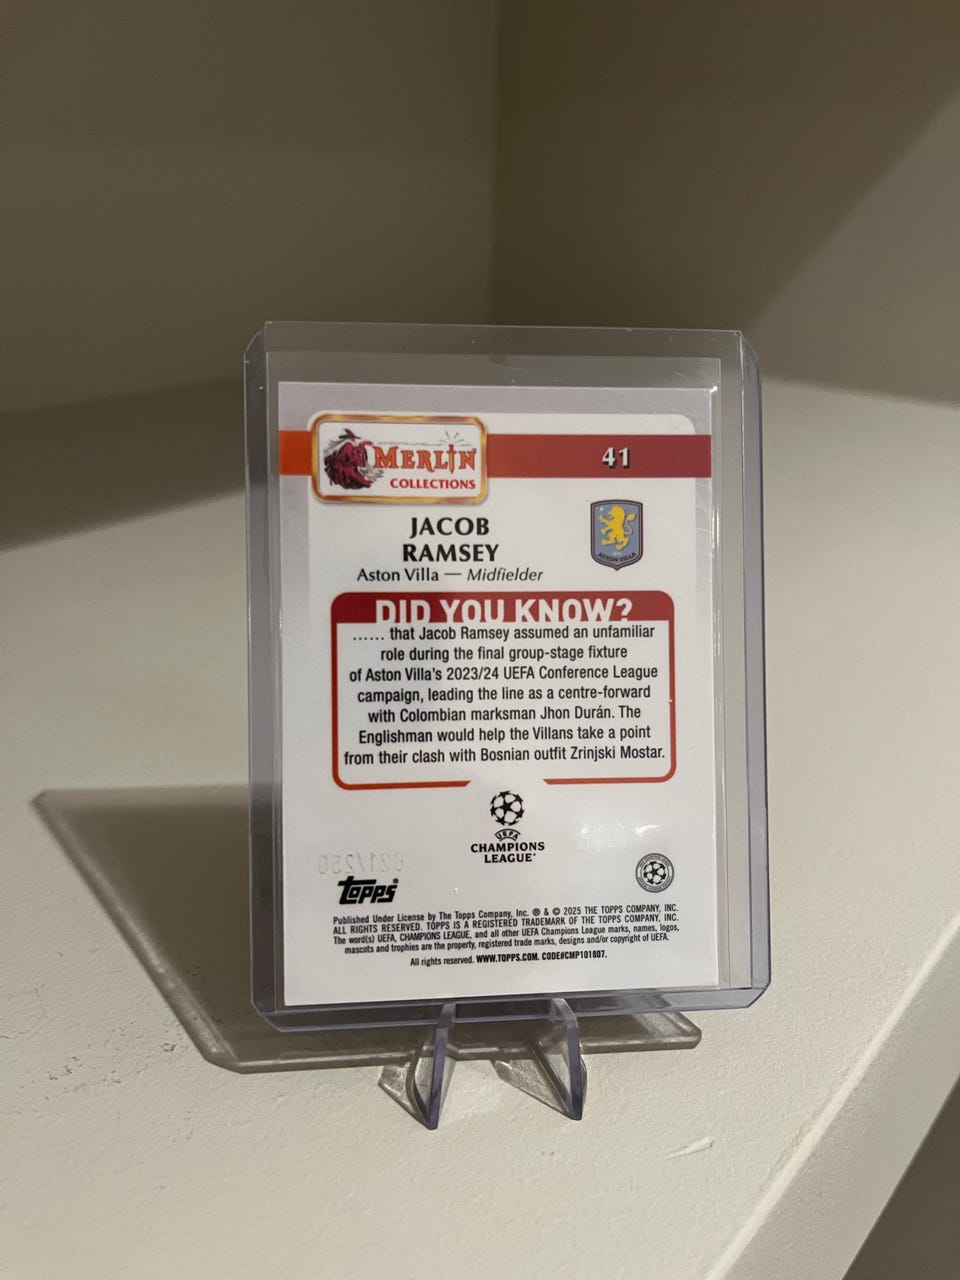 MERLIN
COLLECTIONS
41
JACOB
RAMSEY
ASTON VILLA
Aston Villa — Midfielder
DID YOU KNOW?
...... that Jacob Ramsey assumed an unfamiliar
role during the final group-stage fixture
of Aston Villa's 2023/24 UEFA Conference League
campaign, leading the line as a centre-forward
with Colombian marksman Jhon Durán. The
Englishman would help the Villans take a point
from their clash with Bosnian outfit Zrinjski Mostar.
UEFA
CHAMPIONS
LEAGUE®
021/250
Topps®
Published Under License by The Topps Company, Inc. ® & © 2025 THE TOPPS COMPANY, INC.
ALL RIGHTS RESERVED. TOPPS IS A REGISTERED TRADEMARK OF THE TOPPS COMPANY, INC.
The word(s) UEFA, CHAMPIONS LEAGUE, and all other UEFA Champions League marks, names, logos,
mascots and trophies are the property, registered trade marks, designs and/or copyright of UEFA.
All rights reserved. WWW.TOPPS.COM. CODE#CMP101807.